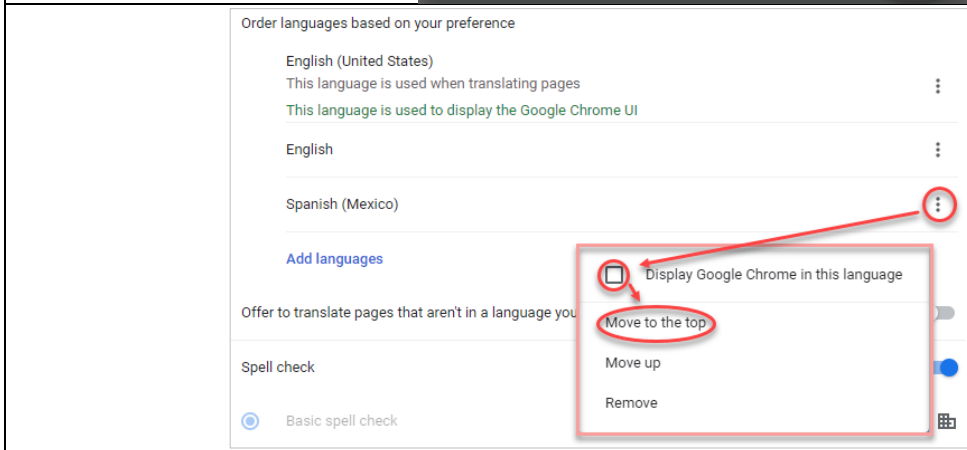 Order languages based on your preference
English (United States)
This language is used when translating pages
This language is used to display the Google Chrome UI
English
Spanish (Mexico)
Add languages
Display Google Chrome in this language
Offer to translate pages that aren't in a language you
Move to the top
Move up
Spell check
Remove
Basic spell check